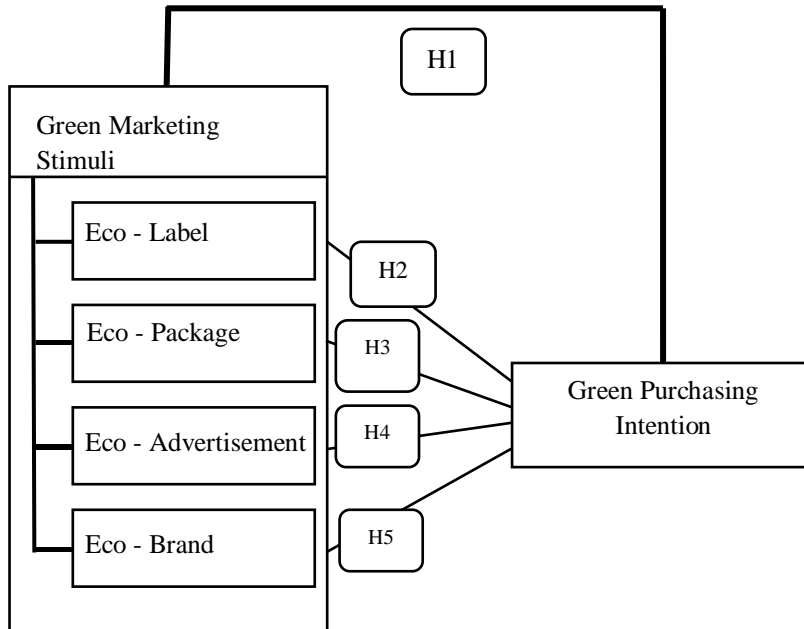 H1
Green Marketing
Stimuli
Eco - Label
H2
Eco - Package
H3
Green Purchasing
Intention
Eco - Advertisement
H4
Eco - Brand
H5